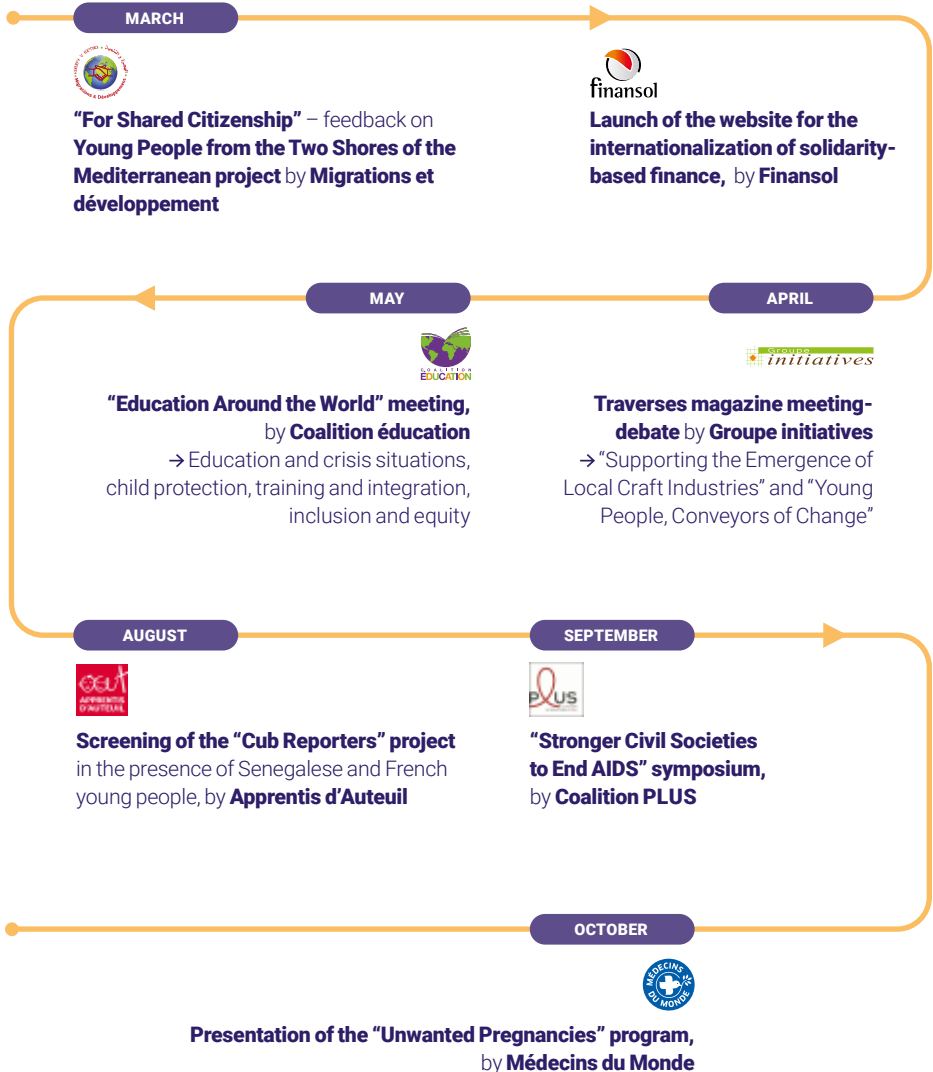 MARCH
Migrations & Développement
"For Shared Citizenship" – feedback on
Young People from the Two Shores of the
Mediterranean project by Migrations et
développement
finansol
Launch of the website for the
internationalization of solidarity-
based finance, by Finansol
APRIL
Groupe
initiatives
Traverses magazine meeting-
debate by Groupe initiatives
→ "Supporting the Emergence of
Local Craft Industries" and "Young
People, Conveyors of Change"
MAY
COALITION
ÉDUCATION
"Education Around the World" meeting,
by Coalition éducation
→ Education and crisis situations,
child protection, training and integration,
inclusion and equity
AUGUST
APPRENTIS
D'AUTEUIL
Screening of the "Cub Reporters" project
in the presence of Senegalese and French
young people, by Apprentis d'Auteuil
SEPTEMBER
PLUS
"Stronger Civil Societies
to End AIDS" symposium,
by Coalition PLUS
OCTOBER
MÉDECINS
DU MONDE
Presentation of the "Unwanted Pregnancies" program,
by Médecins du Monde